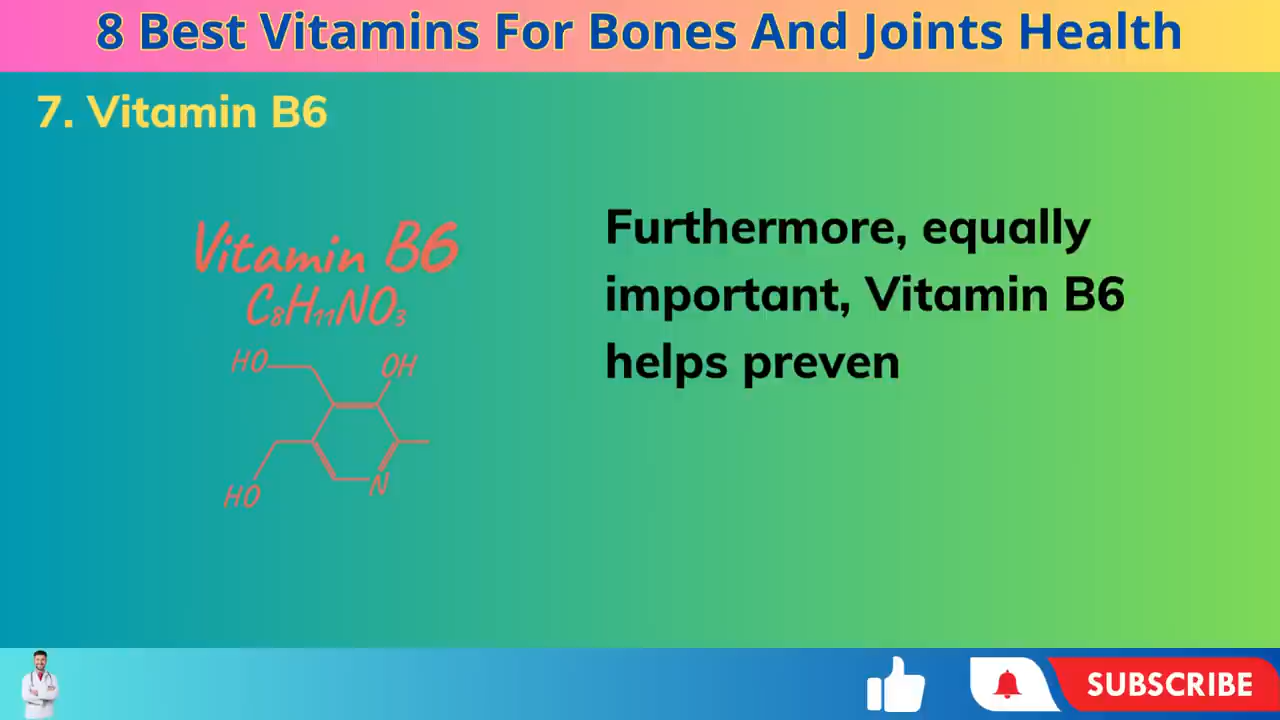 8 Best Vitamins For Bones And Joints Health
7. Vitamin B6
Vitamin B6
C₈H₁₁NO₃
HO
OH
HO
N
Furthermore, equally
important, Vitamin B6
helps preven
SUBSCRIBE